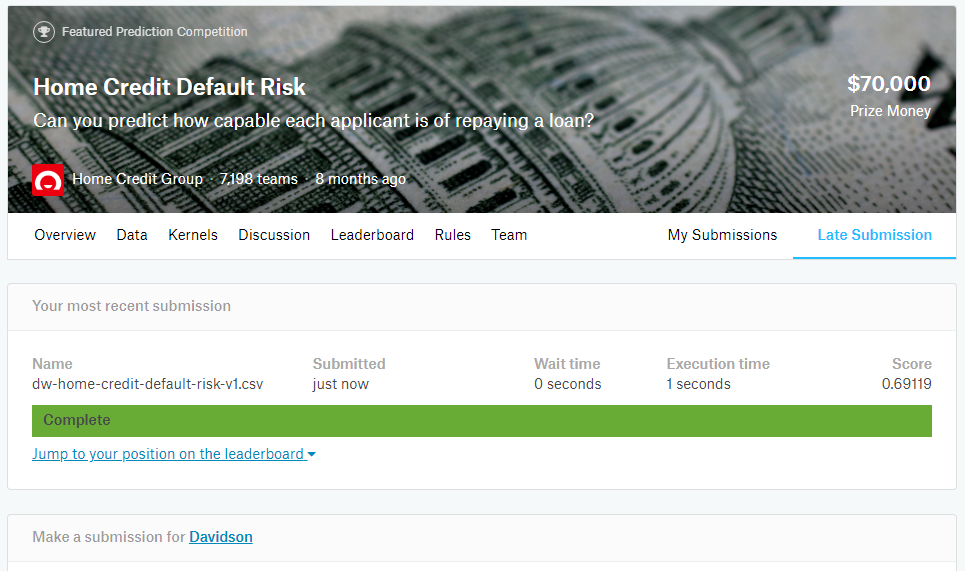 Featured Prediction Competition
Home Credit Default Risk
$70,000
Can you predict how capable each applicant is of repaying a loan?
Prize Money
Home Credit Group · 7,198 teams · 8 months ago
Overview Data Kernels Discussion Leaderboard Rules Team My Submissions Late Submission
Your most recent submission
Name Submitted Wait time Execution time Score
dw-home-credit-default-risk-v1.csv just now 0 seconds 1 seconds 0.69119
Complete
Jump to your position on the leaderboard
Make a submission for Davidson